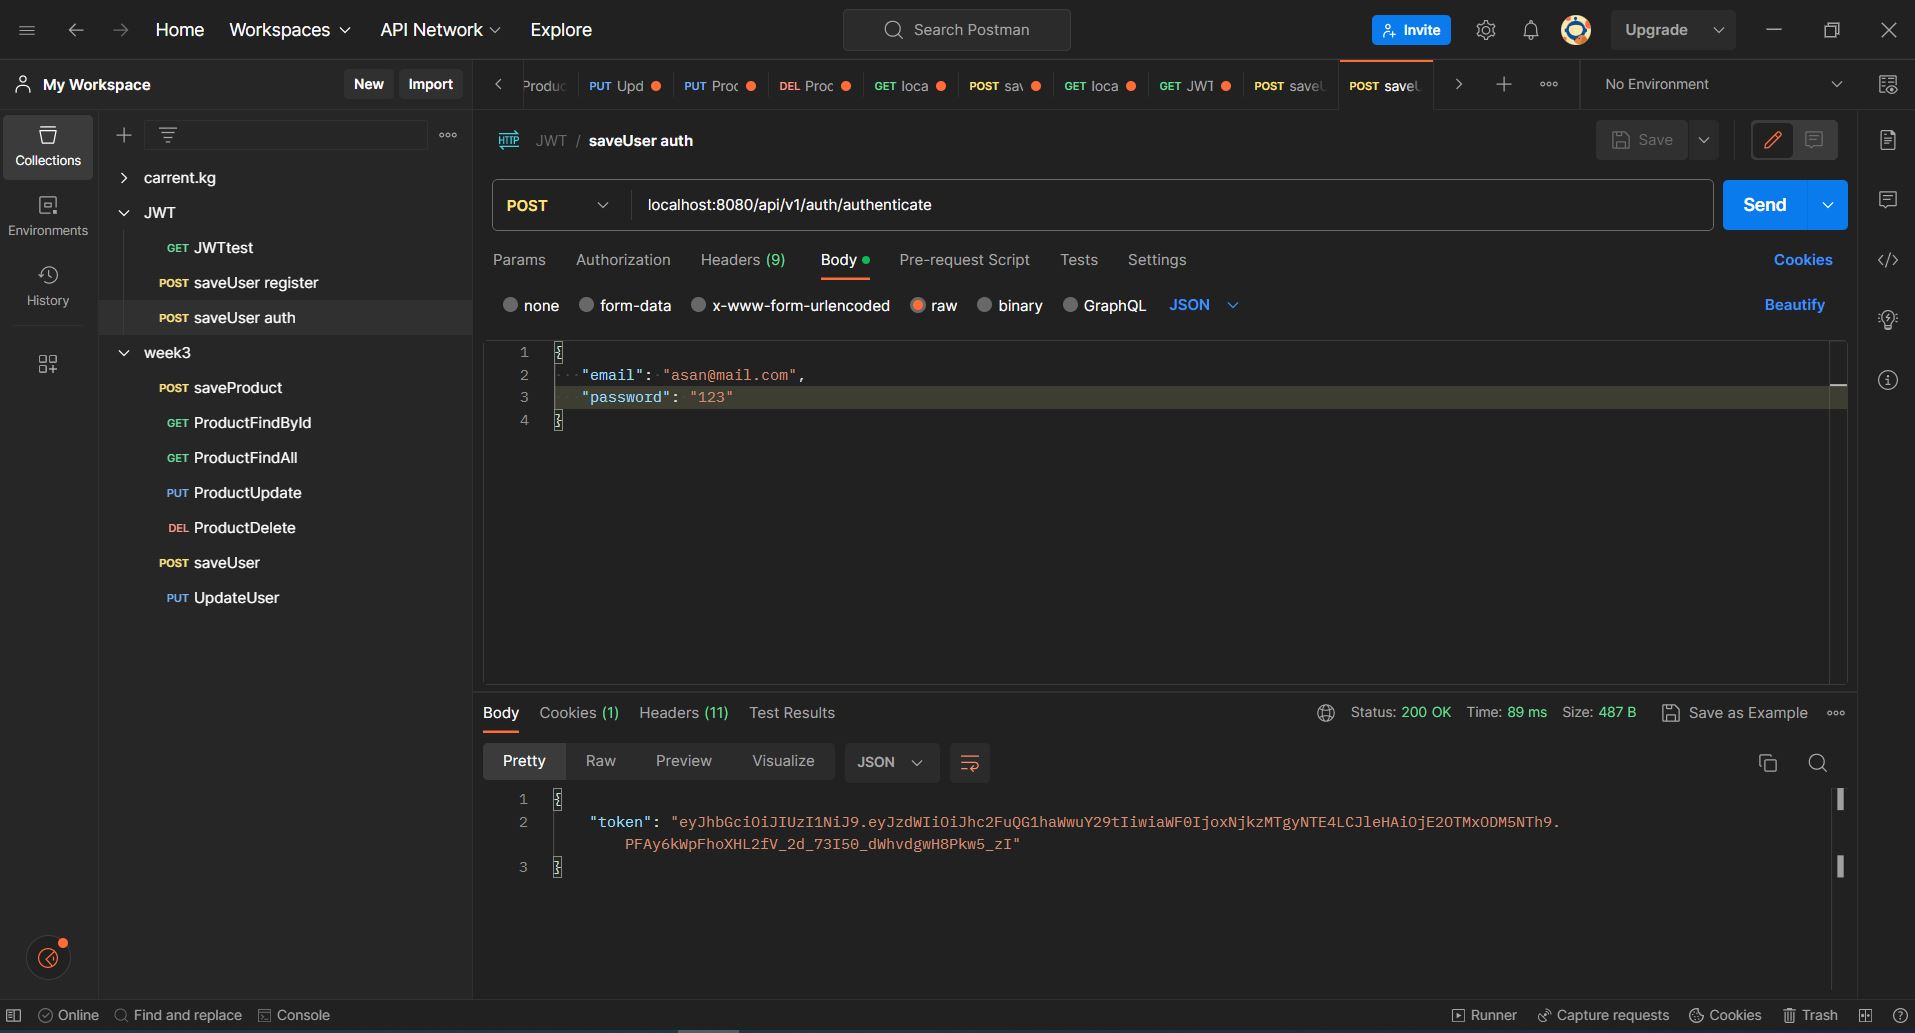 Home Workspaces API Network Explore Search Postman Invite Upgrade
My Workspace New Import
Produc PUT Upd PUT Proc DEL Proc GET loca POST sav GET loca GET JWT POST saveU POST saveU No Environment
Collections
Environments
History
carrent.kg
JWT
GET JWTtest
POST saveUser register
POST saveUser auth
week3
POST saveProduct
GET ProductFindById
GET ProductFindAll
PUT ProductUpdate
DEL ProductDelete
POST saveUser
PUT UpdateUser
HTTP JWT / saveUser auth Save
POST localhost:8080/api/v1/auth/authenticate Send
Params Authorization Headers (9) Body Pre-request Script Tests Settings Cookies
none form-data x-www-form-urlencoded raw binary GraphQL JSON Beautify
1 {
2 "email": "asan@mail.com",
3 "password": "123"
4 }
Body Cookies (1) Headers (11) Test Results Status: 200 OK Time: 89 ms Size: 487 B Save as Example
Pretty Raw Preview Visualize JSON
1 {
2 "token": "eyJhbGciOiJIUzI1NiJ9.eyJzdWIiOiJhc2FuQG1haWwuY29tIiwiaWF0IjoxNjkzMTgyNTE4LCJleHAiOjE2OTMxODM5NTh9.
PFAy6kWpFhoXHL2fV_2d_73I50_dWhvdgwH8Pkw5_zI"
3 }
Online Find and replace Console Runner Capture requests Cookies Trash